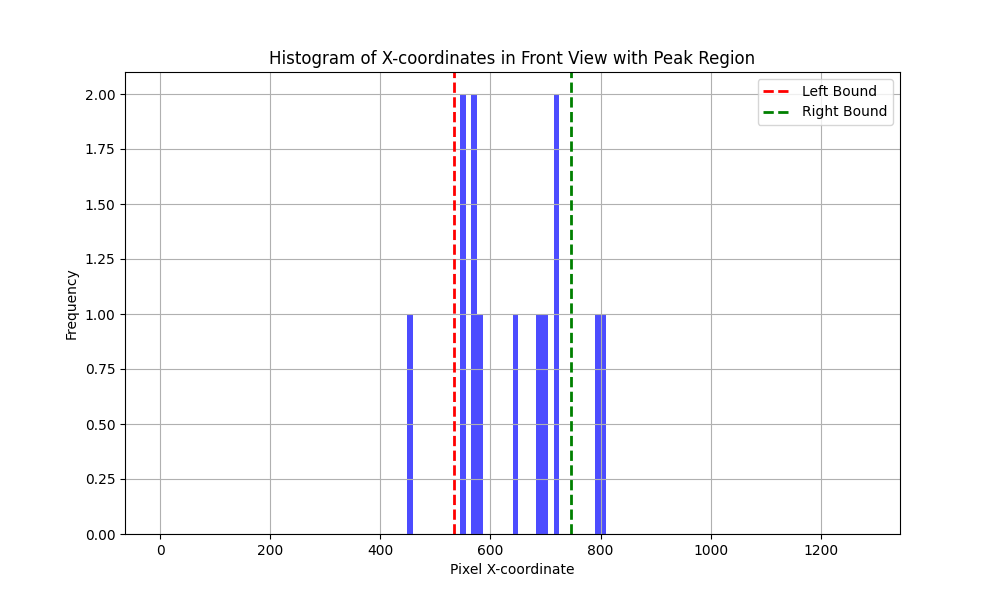 Histogram of X-coordinates in Front View with Peak Region
Left Bound
Right Bound
2.00
1.75
1.50
1.25
1.00
0.75
0.50
0.25
0.00
Frequency
0 200 400 600 800 1000 1200
Pixel X-coordinate